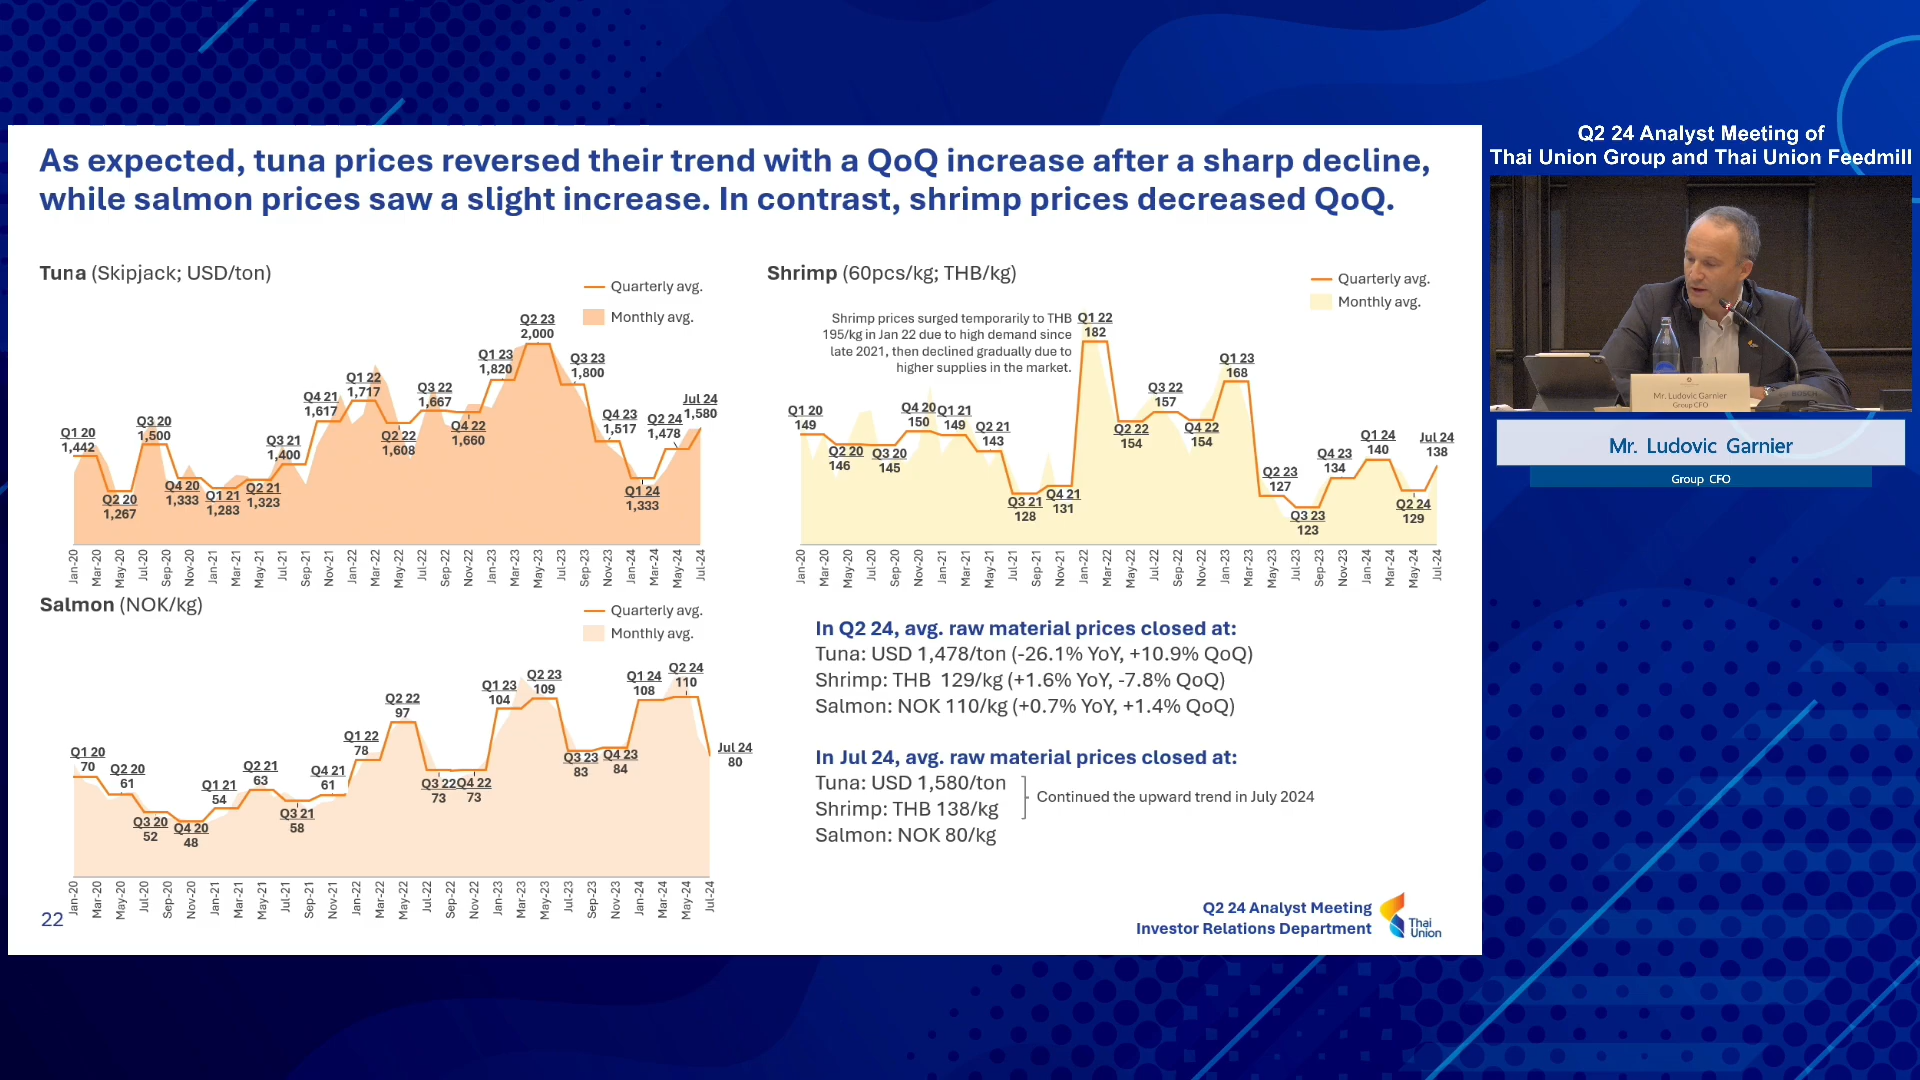 As expected, tuna prices reversed their trend with a QoQ increase after a sharp decline,
while salmon prices saw a slight increase. In contrast, shrimp prices decreased QoQ.
Tuna (Skipjack; USD/ton)
Quarterly avg.
Monthly avg.
Q1 20
1,442
Q2 20
1,267
Q3 20
1,500
Q4 20
1,333
Q1 21
1,283
Q2 21
1,323
Q3 21
1,400
Q4 21
1,617
Q1 22
1,717
Q2 22
1,608
Q3 22
1,667
Q4 22
1,660
Q1 23
1,820
Q2 23
2,000
Q3 23
1,800
Q4 23
1,517
Q1 24
1,333
Q2 24
1,478
Jul 24
1,580
Jan-20
Mar-20
May-20
Jul-20
Sep-20
Nov-20
Jan-21
Mar-21
May-21
Jul-21
Sep-21
Nov-21
Jan-22
Mar-22
May-22
Jul-22
Sep-22
Nov-22
Jan-23
Mar-23
May-23
Jul-23
Sep-23
Nov-23
Jan-24
Mar-24
May-24
Jul-24
Shrimp (60pcs/kg; THB/kg)
Quarterly avg.
Monthly avg.
Shrimp prices surged temporarily to THB
195/kg in Jan 22 due to high demand since
late 2021, then declined gradually due to
higher supplies in the market.
Q1 20
149
Q2 20
146
Q3 20
145
Q4 20
150
Q1 21
149
Q2 21
143
Q3 21
128
Q4 21
131
Q1 22
182
Q2 22
154
Q3 22
157
Q4 22
154
Q1 23
168
Q2 23
127
Q3 23
123
Q4 23
134
Q1 24
140
Q2 24
129
Jul 24
138
Jan-20
Mar-20
May-20
Jul-20
Sep-20
Nov-20
Jan-21
Mar-21
May-21
Jul-21
Sep-21
Nov-21
Jan-22
Mar-22
May-22
Jul-22
Sep-22
Nov-22
Jan-23
Mar-23
May-23
Jul-23
Sep-23
Nov-23
Jan-24
Mar-24
May-24
Jul-24
Salmon (NOK/kg)
Quarterly avg.
Monthly avg.
Q1 20
70
Q2 20
61
Q3 20
52
Q4 20
48
Q1 21
54
Q2 21
63
Q3 21
58
Q4 21
61
Q1 22
78
Q2 22
97
Q3 22
73
Q4 22
73
Q1 23
104
Q2 23
109
Q3 23
83
Q4 23
84
Q1 24
108
Q2 24
110
Jul 24
80
Jan-20
Mar-20
May-20
Jul-20
Sep-20
Nov-20
Jan-21
Mar-21
May-21
Jul-21
Sep-21
Nov-21
Jan-22
Mar-22
May-22
Jul-22
Sep-22
Nov-22
Jan-23
Mar-23
May-23
Jul-23
Sep-23
Nov-23
Jan-24
Mar-24
May-24
Jul-24
In Q2 24, avg. raw material prices closed at:
Tuna: USD 1,478/ton (-26.1% YoY, +10.9% QoQ)
Shrimp: THB 129/kg (+1.6% YoY, -7.8% QoQ)
Salmon: NOK 110/kg (+0.7% YoY, +1.4% QoQ)
In Jul 24, avg. raw material prices closed at:
Tuna: USD 1,580/ton
Shrimp: THB 138/kg
Continued the upward trend in July 2024
Salmon: NOK 80/kg
22
Q2 24 Analyst Meeting
Investor Relations Department
Thai
Union
Q2 24 Analyst Meeting of
Thai Union Group and Thai Union Feedmill
Mr. Ludovic Garnier
Group CFO
BOSCH
Mr. Ludovic Garnier
Group CFO